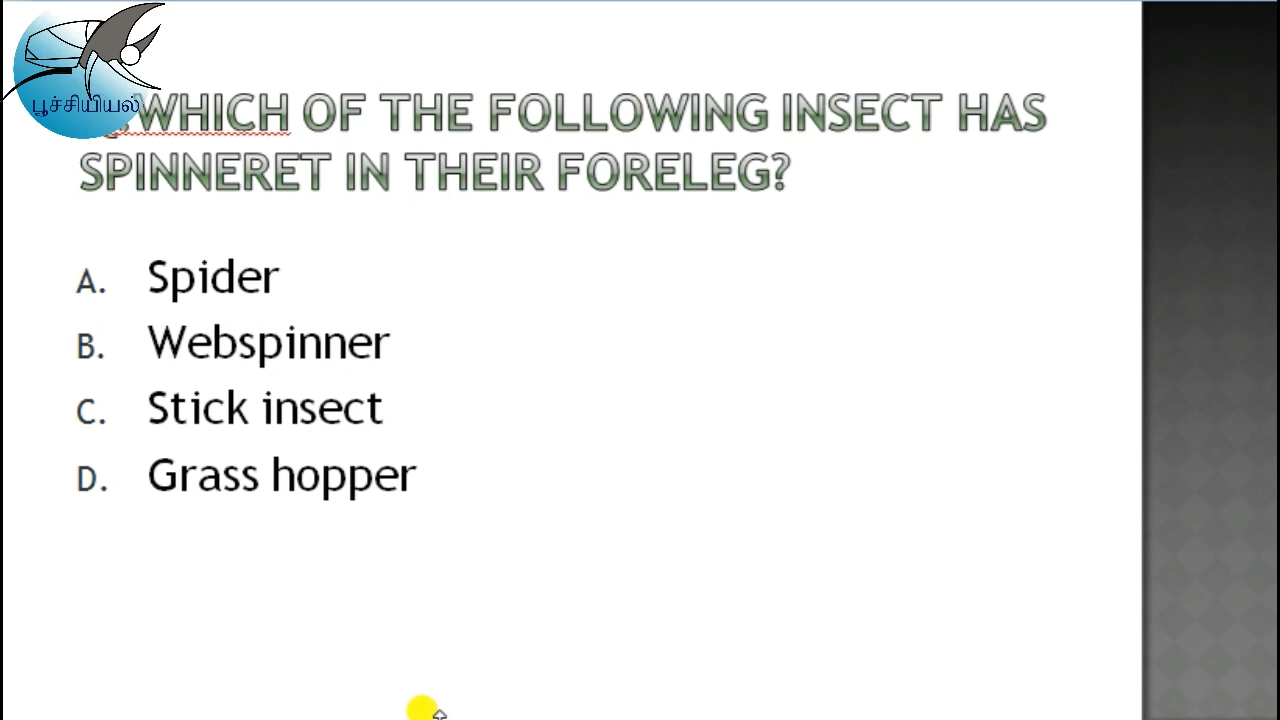 பூச்சியியல்
WHICH OF THE FOLLOWING INSECT HAS
SPINNERET IN THEIR FORELEG?
A. Spider
B. Webspinner
C. Stick insect
D. Grass hopper